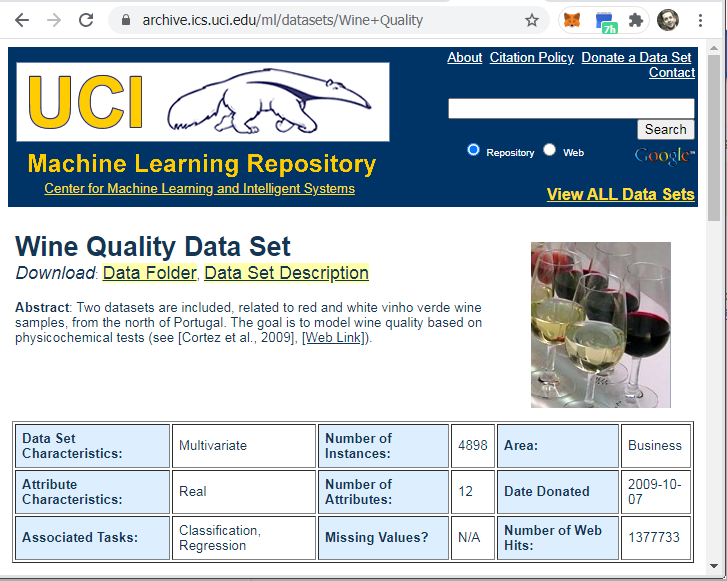 archive.ics.uci.edu/ml/datasets/Wine+Quality
7h
About Citation Policy Donate a Data Set
Contact
UCI
Search
Repository Web Google™
Machine Learning Repository
Center for Machine Learning and Intelligent Systems
View ALL Data Sets
Wine Quality Data Set
Download: Data Folder, Data Set Description
Abstract: Two datasets are included, related to red and white vinho verde wine
samples, from the north of Portugal. The goal is to model wine quality based on
physicochemical tests (see [Cortez et al., 2009], [Web Link]).
Data Set
Characteristics:
Multivariate
Number of
Instances:
4898
Area:
Business
Attribute
Characteristics:
Real
Number of
Attributes:
12
Date Donated
2009-10-
07
Associated Tasks:
Classification,
Regression
Missing Values?
N/A
Number of Web
Hits:
1377733